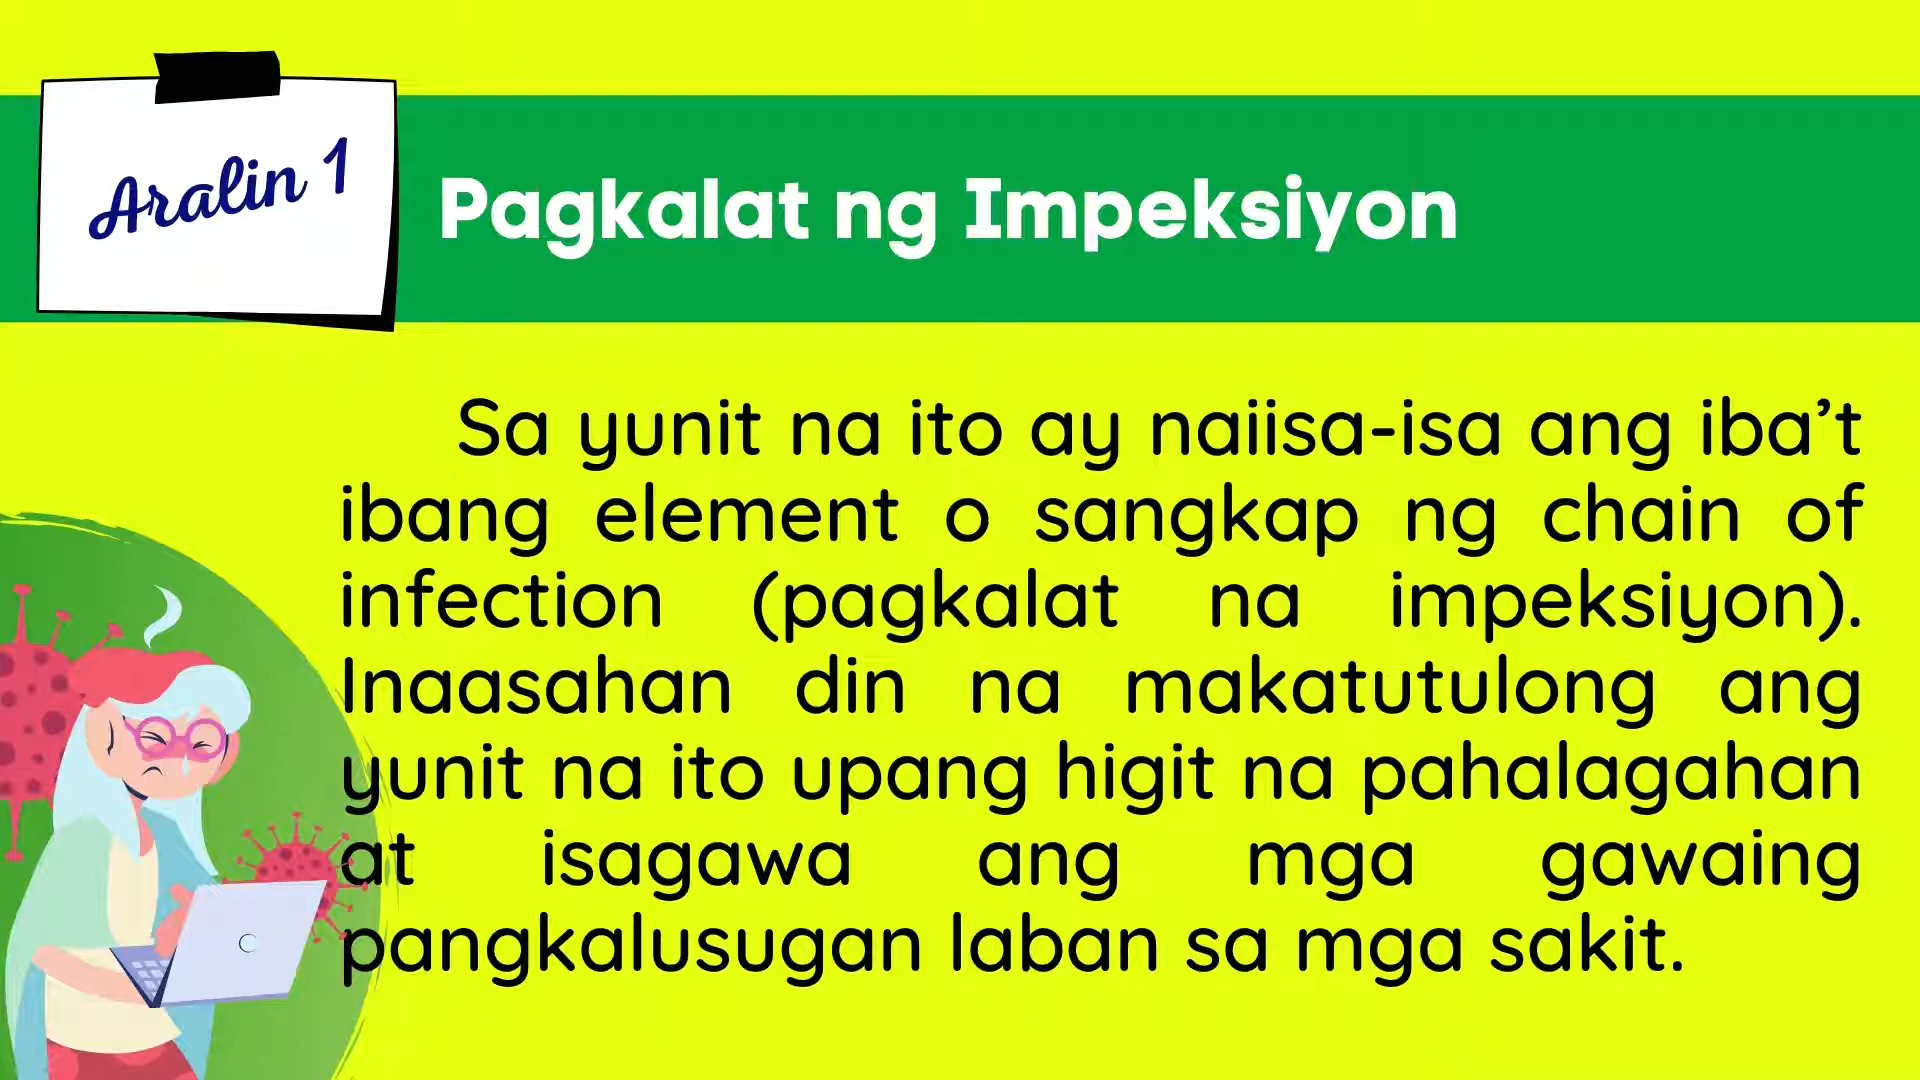 Aralin 1
Pagkalat ng Impeksiyon
Sa yunit na ito ay naiisa-isa ang iba’t
ibang element o sangkap ng chain of
infection (pagkalat na impeksiyon).
Inaasahan din na makatutulong ang
yunit na ito upang higit na pahalagahan
at isagawa ang mga gawaing
pangkalusugan laban sa mga sakit.